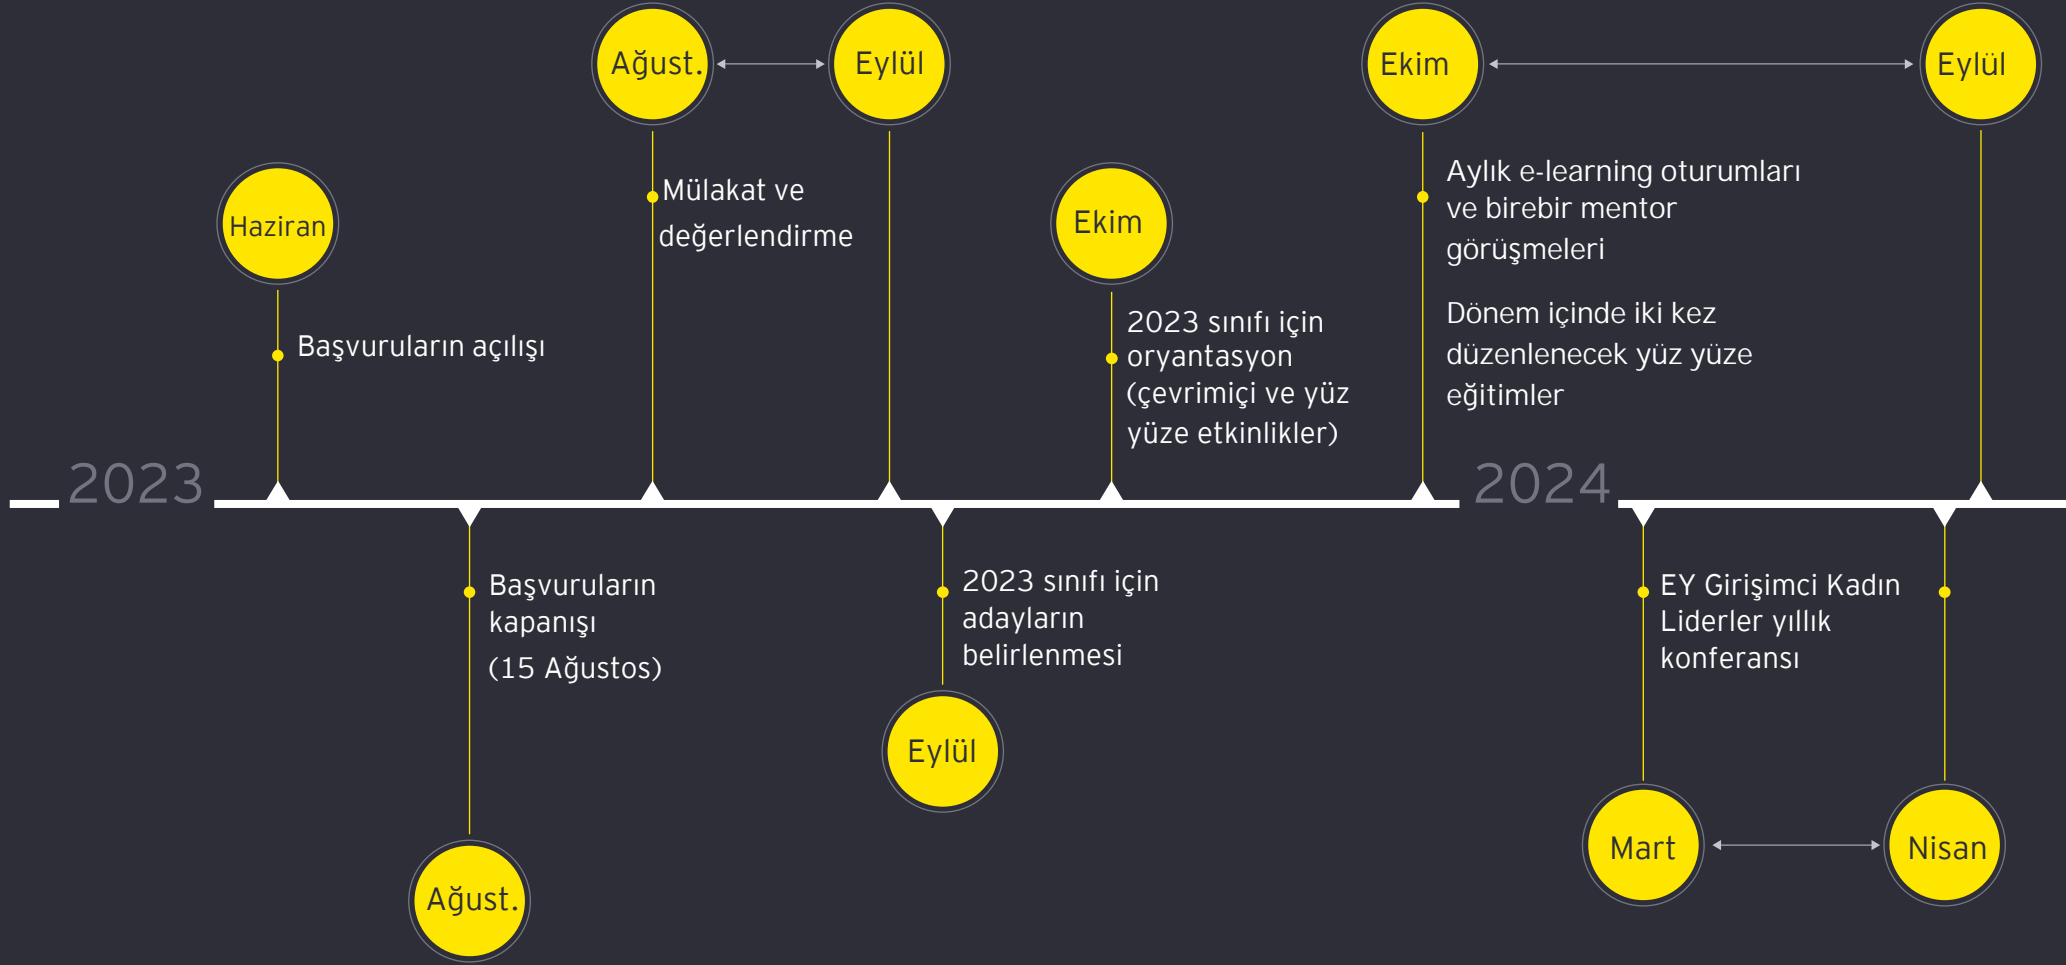 2023
Haziran
Başvuruların açılışı
Ağust.
Başvuruların
kapanışı
(15 Ağustos)
Ağust.
Eylül
Mülakat ve
değerlendirme
2023 sınıfı için
adayların
belirlenmesi
Eylül
Ekim
2023 sınıfı için
oryantasyon
(çevrimiçi ve yüz
yüze etkinlikler)
Ekim
Eylül
Aylık e-learning oturumları
ve birebir mentor
görüşmeleri
Dönem içinde iki kez
düzenlenecek yüz yüze
eğitimler
2024
EY Girişimci Kadın
Liderler yıllık
konferansı
Mart
Nisan